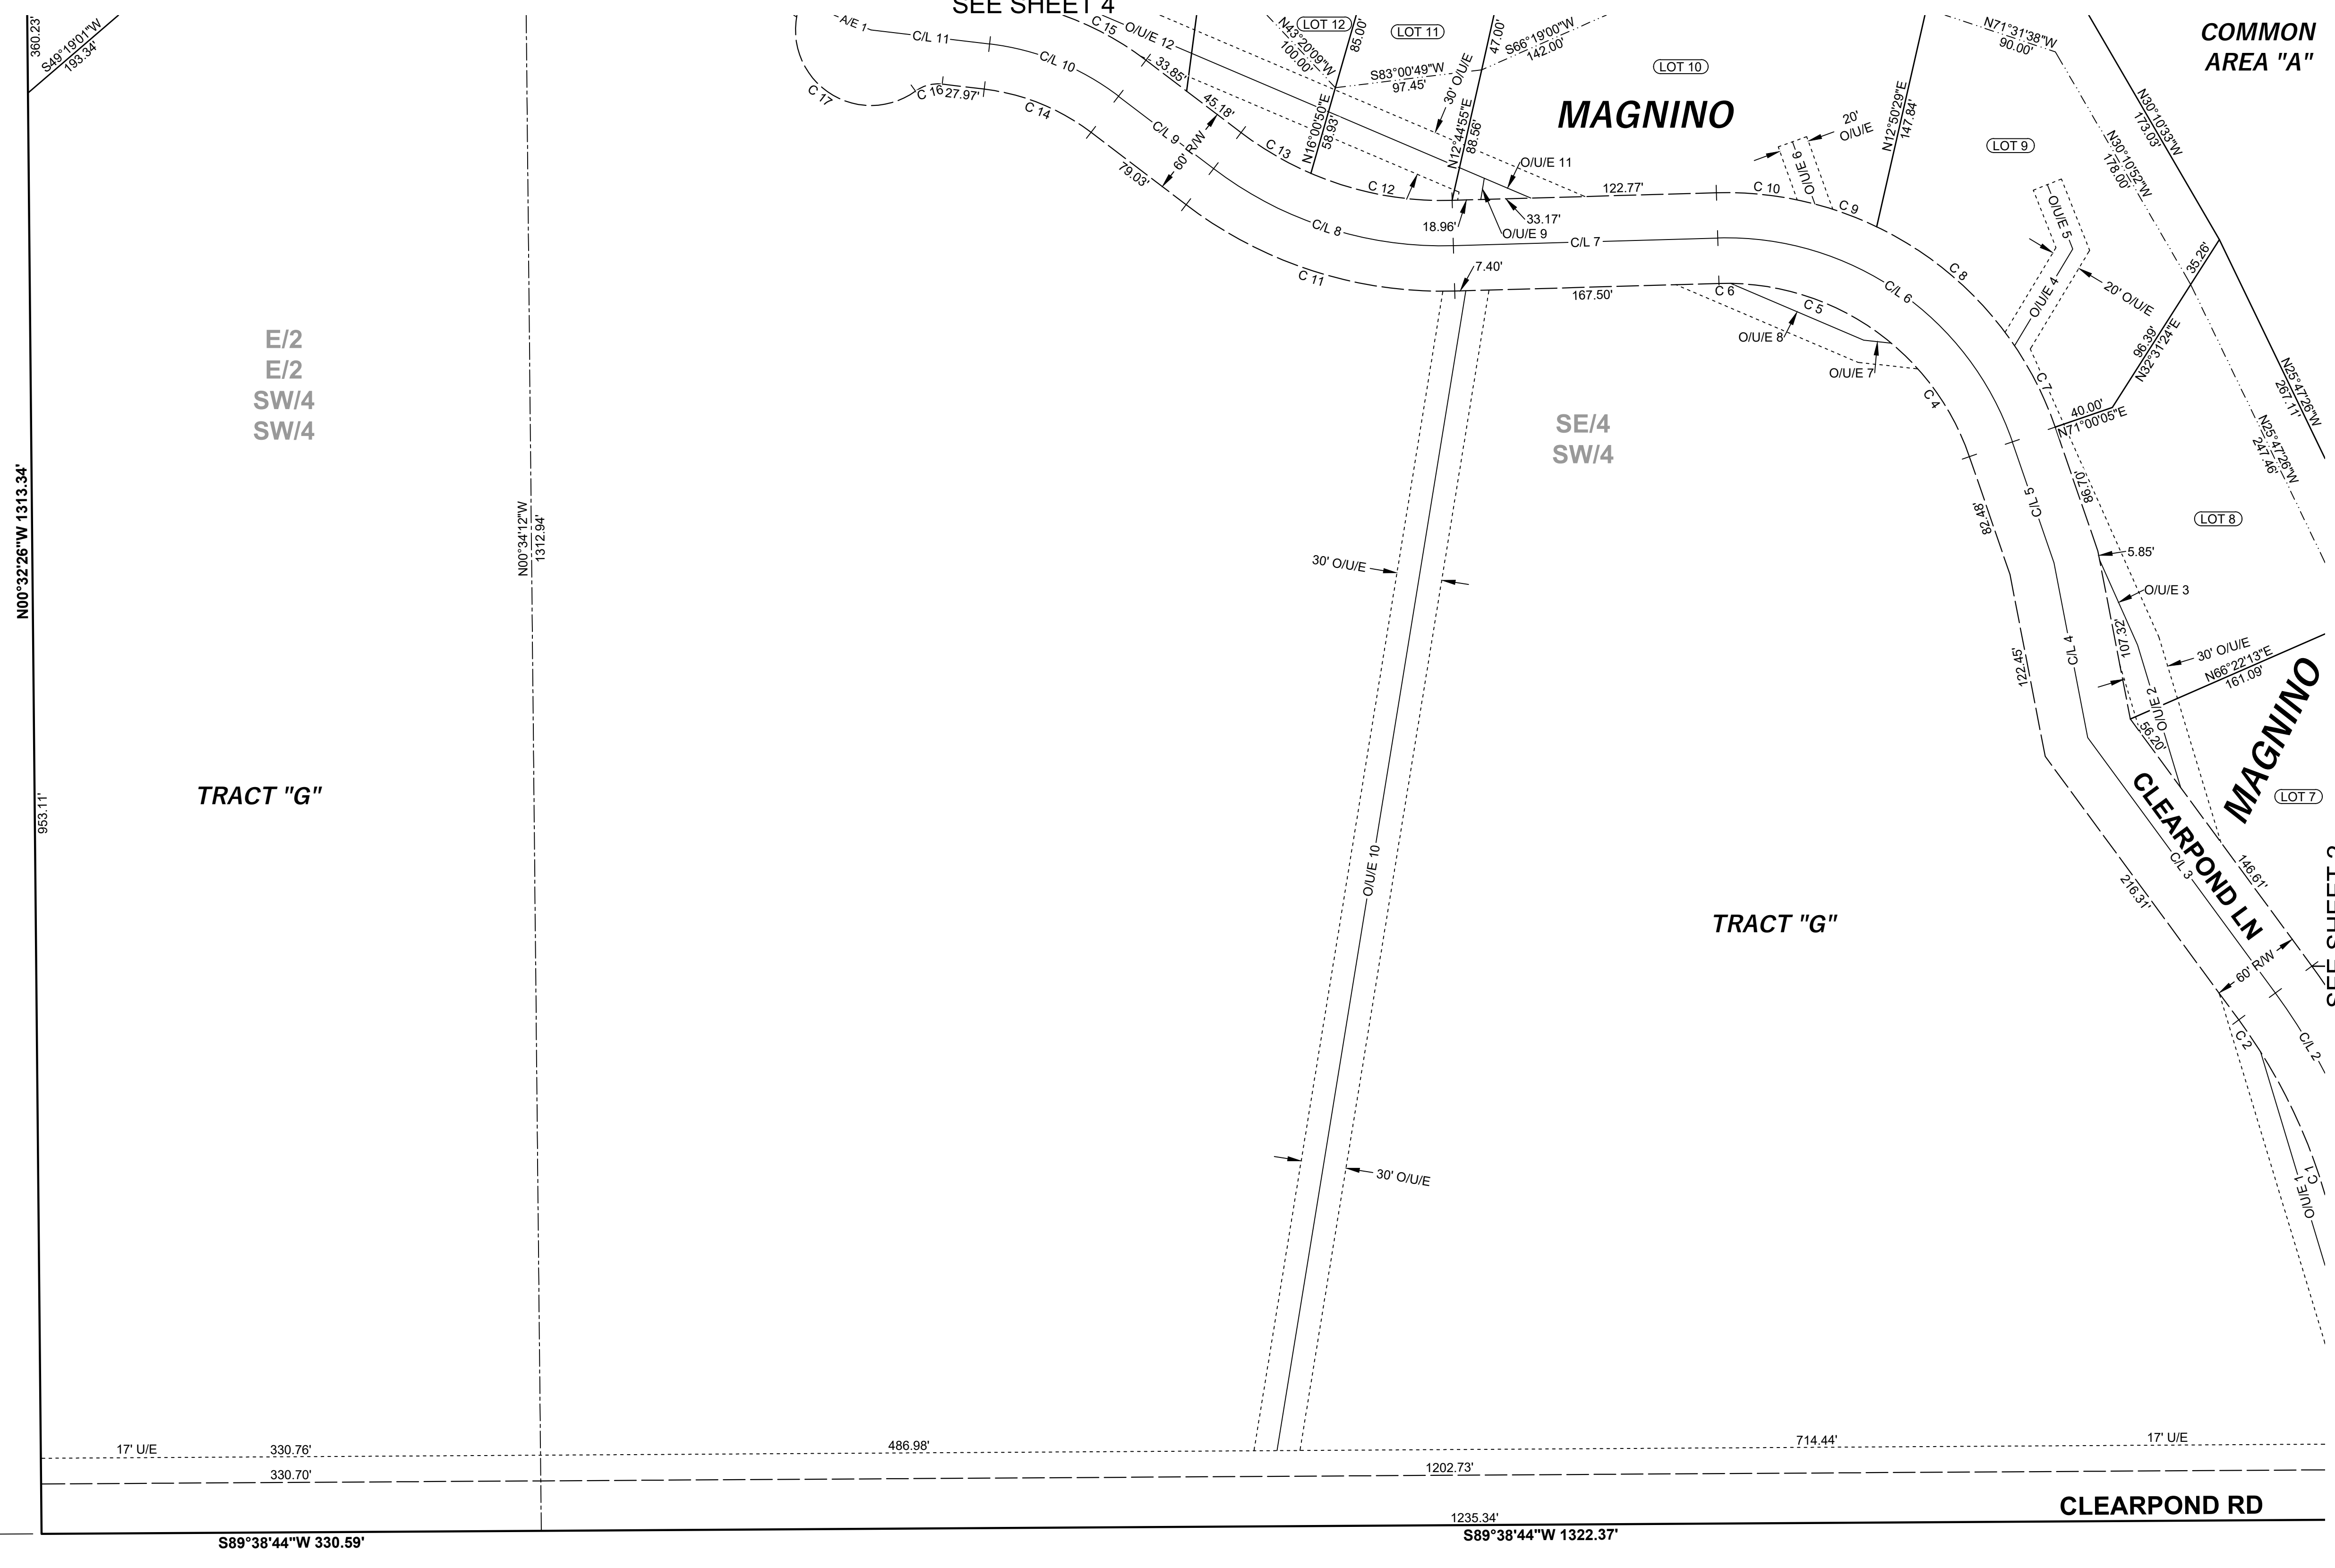 SEE SHEET 4
360.23'
S49°19'01"W
193.34'
A/E 1
C/L 11
C 15
O/U/E 12
33.85'
C/L 10
C 17
C 16
27.97'
C 14
45.18'
C/L 9
60' R/W
79.03'
C 13
N43°20'09"W
100.00'
LOT 12
85.00'
LOT 11
47.00'
S66°19'00"W
142.00'
S83°00'49"W
97.45'
30' O/U/E
N16°00'50"E
58.93'
N12°44'55"E
88.56'
LOT 10
MAGNINO
O/U/E 11
C 12
122.77'
18.96'
33.17'
O/U/E 9
C/L 8
C/L 7
C 11
7.40'
167.50'
C 10
20'
O/U/E
O/U/E 6
C 9
N12°50'29"E
147.84'
LOT 9
N71°31'38"W
90.00'
COMMON
AREA "A"
N30°10'33"W
173.03'
N30°10'52"W
178.00'
O/U/E 5
C 8
C/L 6
O/U/E 4
20' O/U/E
35.26'
96.39'
N32°31'24"E
C 6
C 5
O/U/E 8
O/U/E 7
C 4
C 7
40.00'
N71°00'05"E
N25°47'26"W
267.11'
N25°47'26"W
247.46'
E/2
E/2
SW/4
SW/4
SE/4
SW/4
N00°32'26"W 1313.34'
N00°34'12"W
1312.94'
30' O/U/E
82.48'
C/L 5
86.70'
LOT 8
5.85'
O/U/E 3
107.32'
C/L 4
122.45'
30' O/U/E
N66°22'13"E
161.09'
O/U/E 2
56.20'
MAGNINO
LOT 7
TRACT "G"
953.11'
O/U/E 10
TRACT "G"
CLEARPOND LN
C/L 3
146.61'
216.31'
60' R/W
SEE SHEET 2
C 2
C/L 2
C 1
O/U/E 1
30' O/U/E
17' U/E
330.76'
486.98'
714.44'
17' U/E
330.70'
1202.73'
CLEARPOND RD
1235.34'
S89°38'44"W 330.59'
S89°38'44"W 1322.37'